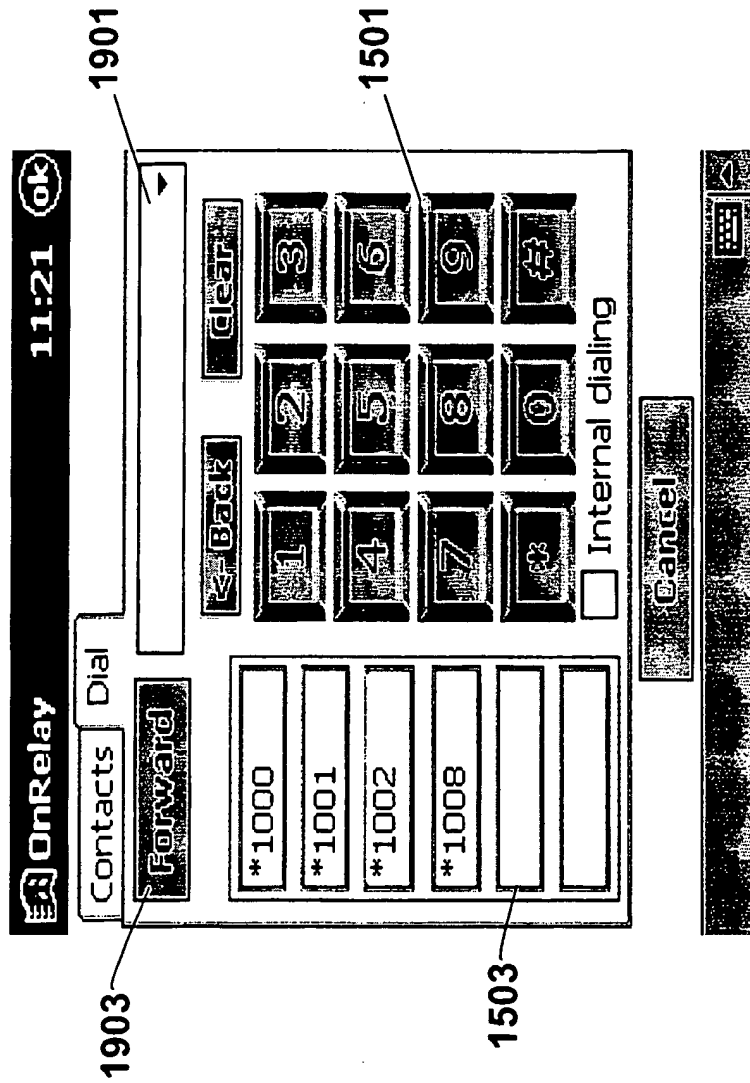 OnRelay 11:21 ok
Contacts Dial
1903
Forward
1901
<- Back Clear
*1000
*1001
*1002
*1008
1 2 3
4 5 6
7 8 9
* 0 #
1501
1503
Internal dialing
Cancel